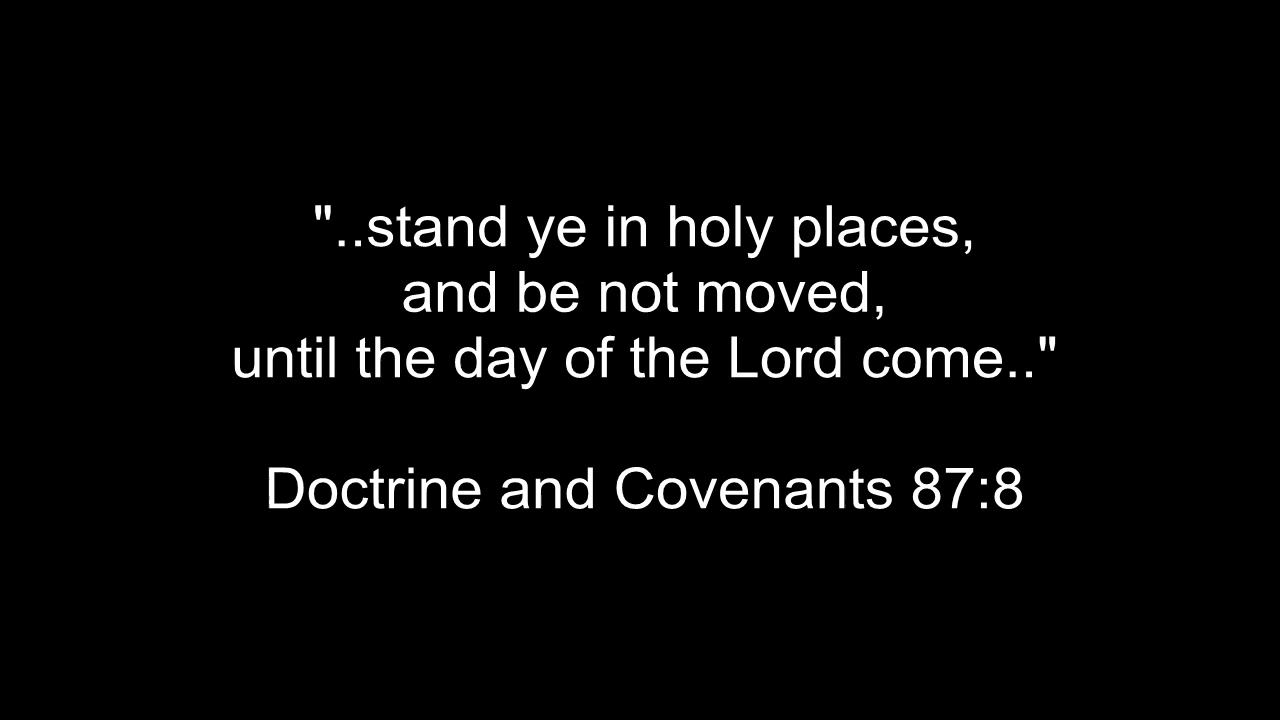 "..stand ye in holy places,
and be not moved,
until the day of the Lord come.."
Doctrine and Covenants 87:8